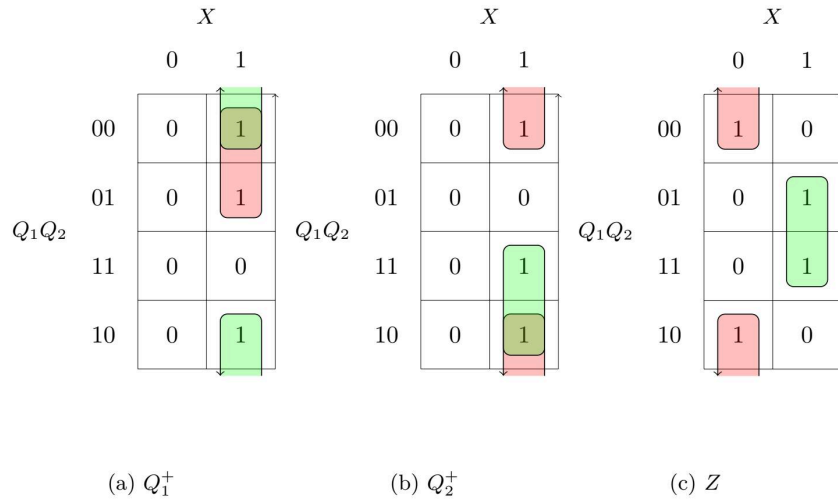 X X X
0 1 0 1 0 1
00 0 1 00 0 1 00 1 0
01 0 1 01 0 0 01 0 1
Q₁Q₂ Q₁Q₂ Q₁Q₂
11 0 0 11 0 1 11 0 1
10 0 1 10 0 1 10 1 0
(a) Q₁⁺ (b) Q₂⁺ (c) Z